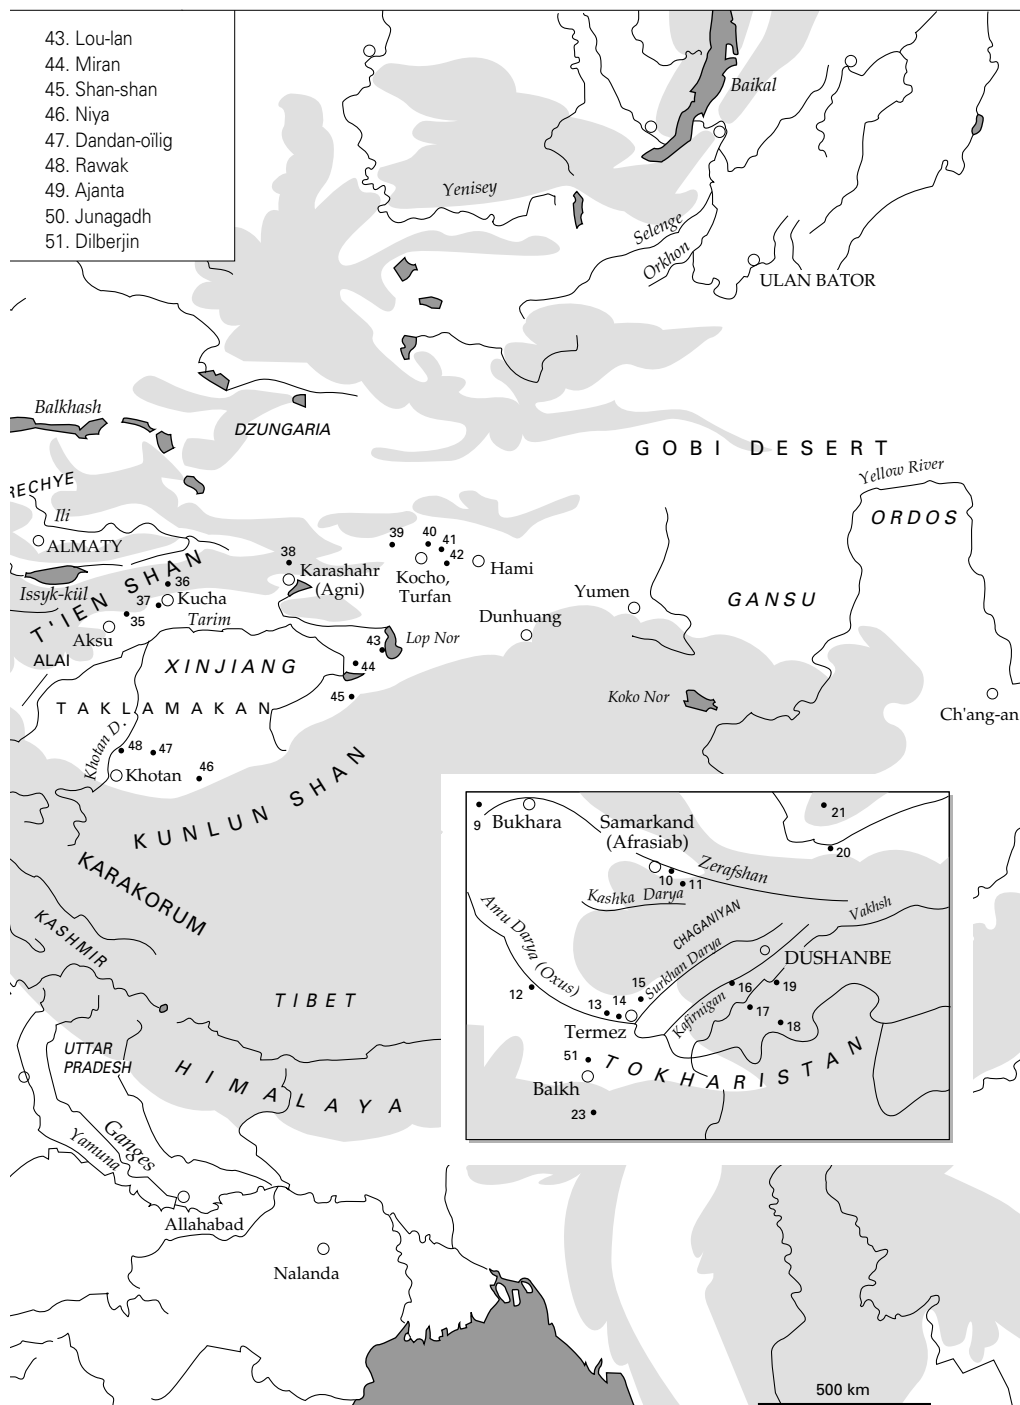 43. Lou-lan
44. Miran
45. Shan-shan
46. Niya
47. Dandan-oïlig
48. Rawak
49. Ajanta
50. Junagadh
51. Dilberjin
Baikal
Yenisey
Selenge
Orkhon
ULAN BATOR
Balkhash
DZUNGARIA
GOBI DESERT
Yellow River
RECHYE
ORDOS
Ili
ALMATY
39
40
41
42
38
Karashahr
(Agni)
Kocho,
Turfan
Hami
Issyk-kül
T'IEN SHAN
36
37
Kucha
35
Tarim
Aksu
Dunhuang
Yumen
GANSU
ALAI
XINJIANG
43
Lop Nor
44
45
Koko Nor
TAKLAMAKAN
Ch'ang-an
Khotan D.
48
47
46
Khotan
KUNLUN SHAN
KARAKORUM
KASHMIR
TIBET
UTTAR
PRADESH
HIMALAYA
Ganges
Yamuna
Allahabad
Nalanda
9
Bukhara
Samarkand
(Afrasiab)
21
20
10
11
Zerafshan
Kashka Darya
Amu Darya (Oxus)
CHAGANIYAN
Vakhsh
Surkhan Darya
DUSHANBE
12
13
14
15
16
19
Kafirnigan
17
18
Termez
51
TOKHARISTAN
Balkh
23
500 km